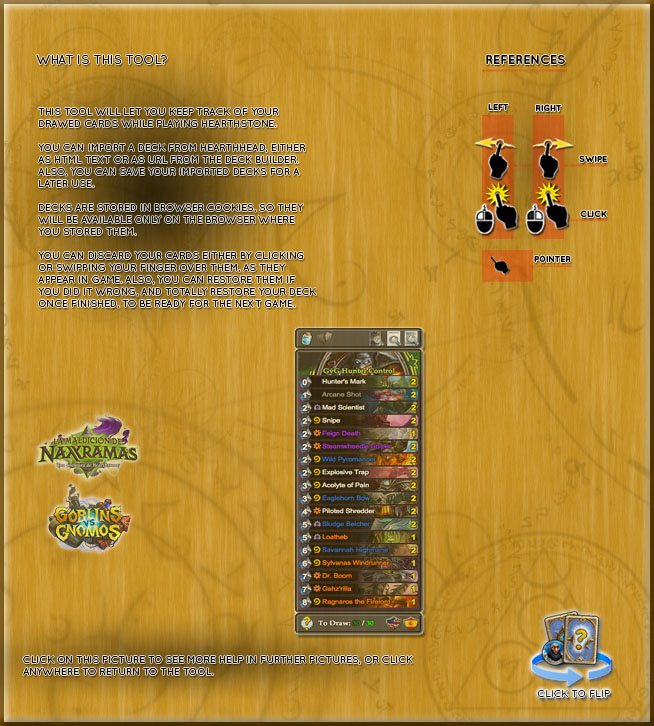 WHAT IS THIS TOOL?
REFERENCES
LEFT RIGHT
THIS TOOL WILL LET YOU KEEP TRACK OF YOUR
DRAWED CARDS WHILE PLAYING HEARTHSTONE.
YOU CAN IMPORT A DECK FROM HEARTHHEAD, EITHER
AS HTML TEXT OR AS URL FROM THE DECK BUILDER.
ALSO, YOU CAN SAVE YOUR IMPORTED DECKS FOR A
LATER USE.
DECKS ARE STORED IN BROWSER COOKIES, SO THEY
WILL BE AVAILABLE ONLY ON THE BROWSER WHERE
YOU STORED THEM.
YOU CAN DISCARD YOUR CARDS EITHER BY CLICKING
OR SWIPPING YOUR FINGER OVER THEM, AS THEY
APPEAR IN GAME. ALSO, YOU CAN RESTORE THEM IF
YOU DID IT WRONG, AND TOTALLY RESTORE YOUR DECK
ONCE FINISHED, TO BE READY FOR THE NEXT GAME.
SWIPE
CLICK
POINTER
GvG Hunter Control
0 Hunter's Mark 2
1 Arcane Shot 2
2 Mad Scientist 2
2 Snipe 2
2 Feign Death 1
2 Steamwheedle 2
2 Wild Pyromancer 2
2 Explosive Trap 2
3 Acolyte of Pain 2
3 Eaglehorn Bow 2
4 Piloted Shredder 2
5 Sludge Belcher 2
5 Loatheb 1
6 Savannah Highmane 2
6 Sylvanas Windrunner 1
7 Dr. Boom 1
7 Gahz'rilla 1
8 Ragnaros the Firelord 1
To Draw: 30 / 30
LA MALDICIÓN DE
NAXXRAMAS
GOBLINS
VS
GNOMOS
CLICK ON THIS PICTURE TO SEE MORE HELP IN FURTHER PICTURES, OR CLICK
ANYWHERE TO RETURN TO THE TOOL.
CLICK TO FLIP